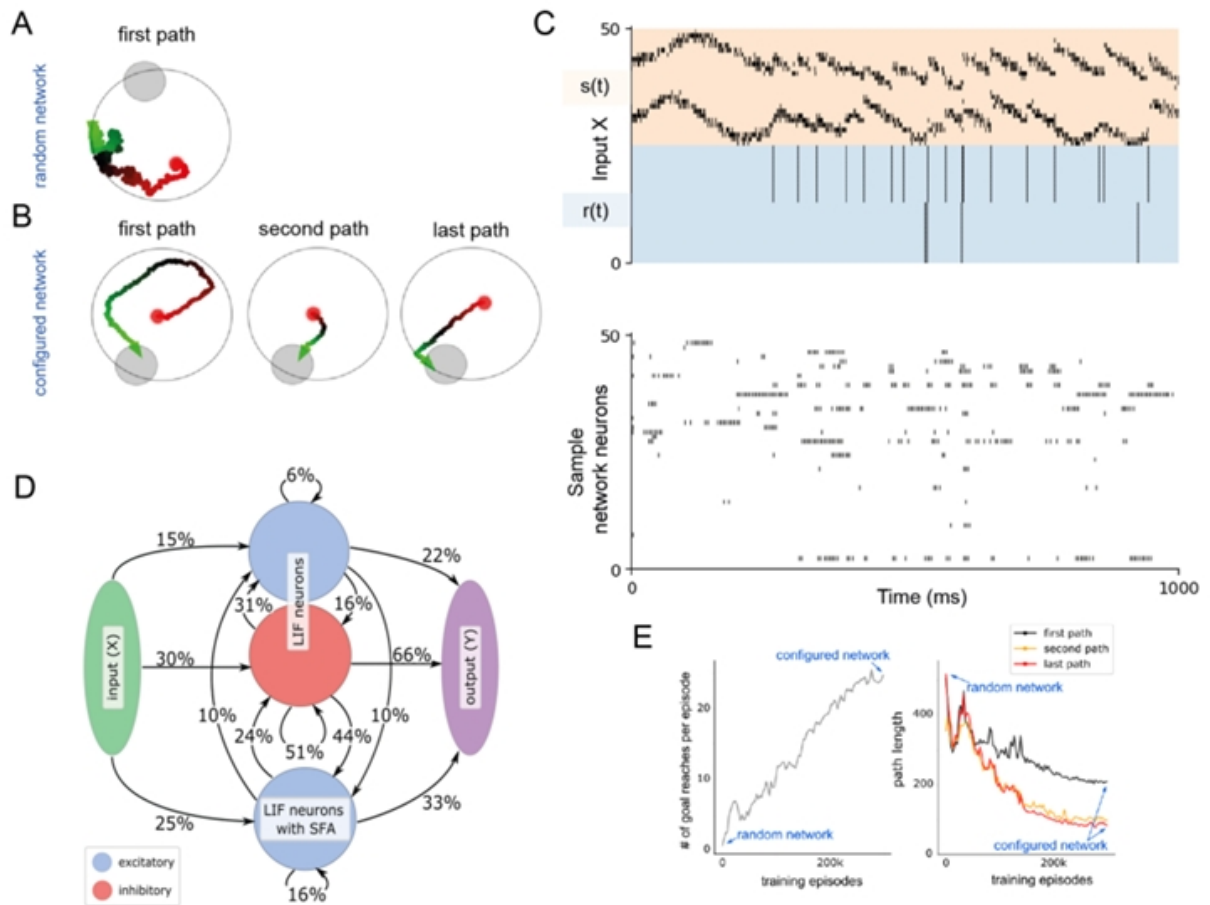 A
first path
random network
B
first path
second path
last path
configured network
C
50
s(t)
Input X
r(t)
0
50
Sample
network neurons
0
0
1000
Time (ms)
D
6%
15%
22%
31%
16%
LIF neurons
input (X)
30%
66%
output (Y)
10%
24%
51%
44%
10%
25%
LIF neurons
with SFA
33%
16%
excitatory
inhibitory
E
# of goal reaches per episode
20
10
0
configured network
random network
0
200k
training episodes
first path
second path
last path
path length
400
200
0
random network
configured network
0
200k
training episodes